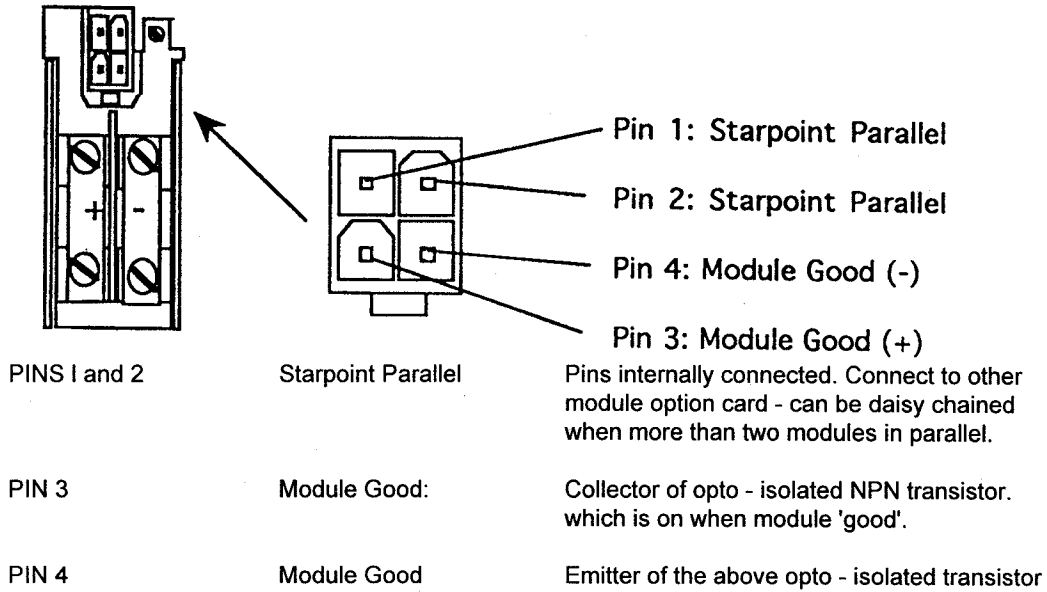 Pin 1: Starpoint Parallel
Pin 2: Starpoint Parallel
+ -
Pin 4: Module Good (-)
Pin 3: Module Good (+)
PINS I and 2 Starpoint Parallel Pins internally connected. Connect to other
module option card - can be daisy chained
when more than two modules in parallel.
PIN 3 Module Good: Collector of opto - isolated NPN transistor.
which is on when module 'good'.
PIN 4 Module Good Emitter of the above opto - isolated transistor